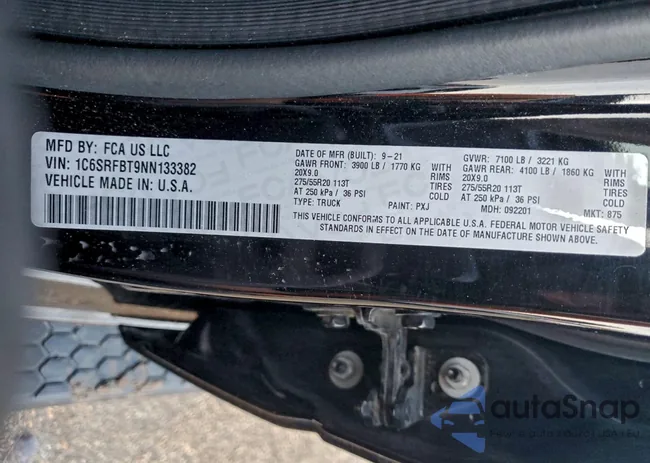 MFD BY: FCA US LLC
VIN: 1C6SRFBT9NN133382
VEHICLE MADE IN U.S.A.
DATE OF MFR (BUILT): 9-21 GVWR: 7100 LB / 3221 KG
GAWR FRONT: 3900 LB / 1770 KG WITH GAWR REAR: 4100 LB / 1860 KG WITH
20X9.0 RIMS 20X9.0 RIMS
275/55R20 113T TIRES 275/55R20 113T TIRES
AT 250 kPa / 36 PSI COLD AT 250 kPa / 36 PSI COLD
TYPE: TRUCK PAINT: PXJ MDH: 092201 MKT: 875
THIS VEHICLE CONFORMS TO ALL APPLICABLE U.S.A. FEDERAL MOTOR VEHICLE SAFETY
STANDARDS IN EFFECT ON THE DATE OF MANUFACTURE SHOWN ABOVE.
autoSnap